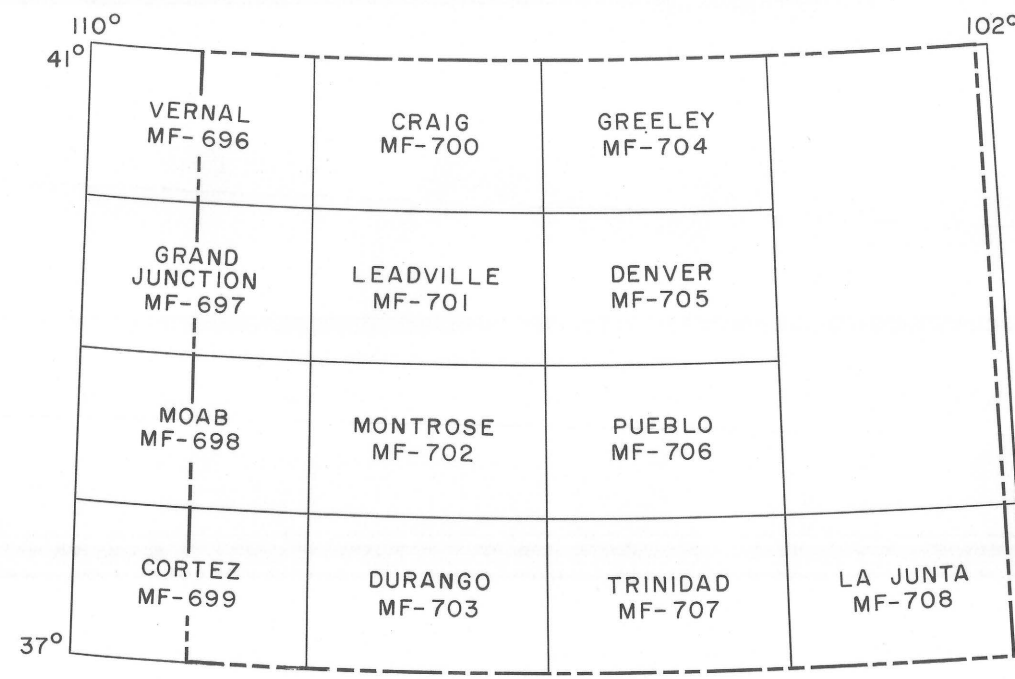 110°
102°
41°
VERNAL
MF-696
CRAIG
MF-700
GREELEY
MF-704
GRAND
JUNCTION
MF-697
LEADVILLE
MF-701
DENVER
MF-705
MOAB
MF-698
MONTROSE
MF-702
PUEBLO
MF-706
CORTEZ
MF-699
DURANGO
MF-703
TRINIDAD
MF-707
LA JUNTA
MF-708
37°